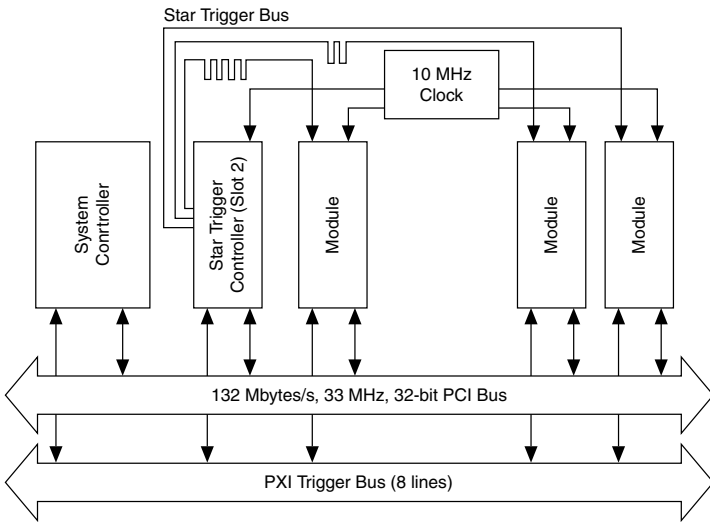 Star Trigger Bus
10 MHz
Clock
System
Conrtroller
Star Trigger
Controller (Slot 2)
Module
Module
Module
132 Mbytes/s, 33 MHz, 32-bit PCI Bus
PXI Trigger Bus (8 lines)